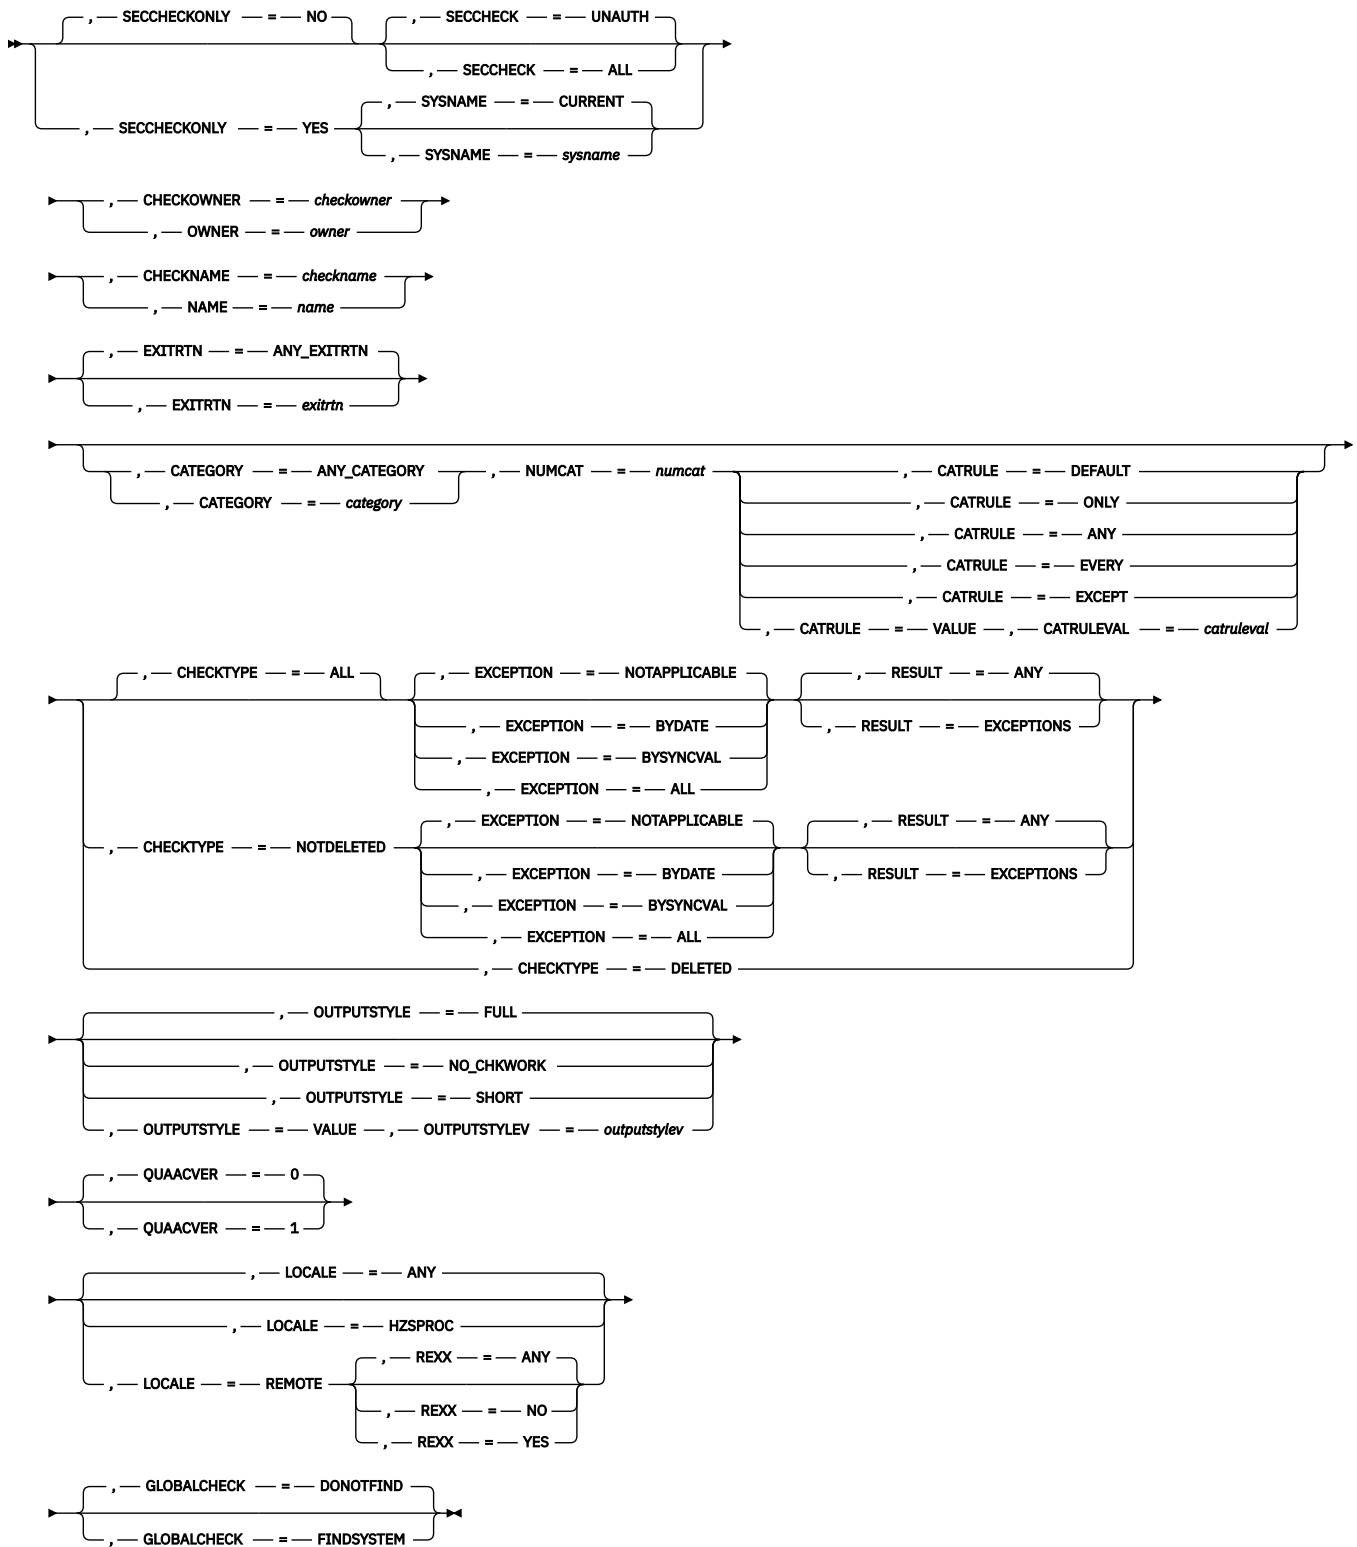 , SECCHECKONLY = NO , SECCHECK = UNAUTH
, SECCHECK = ALL
, SYSNAME = CURRENT
, SECCHECKONLY = YES
, SYSNAME = sysname
, CHECKOWNER = checkowner
, OWNER = owner
, CHECKNAME = checkname
, NAME = name
, EXITRTN = ANY_EXITRTN
, EXITRTN = exitrtn
, CATEGORY = ANY_CATEGORY , NUMCAT = numcat , CATRULE = DEFAULT
, CATEGORY = category , CATRULE = ONLY
, CATRULE = ANY
, CATRULE = EVERY
, CATRULE = EXCEPT
, CATRULE = VALUE , CATRULEVAL = catruleval
, CHECKTYPE = ALL , EXCEPTION = NOTAPPLICABLE , RESULT = ANY
, EXCEPTION = BYDATE , RESULT = EXCEPTIONS
, EXCEPTION = BYSYNCVAL
, EXCEPTION = ALL
, EXCEPTION = NOTAPPLICABLE , RESULT = ANY
, CHECKTYPE = NOTDELETED
, EXCEPTION = BYDATE , RESULT = EXCEPTIONS
, EXCEPTION = BYSYNCVAL
, EXCEPTION = ALL
, CHECKTYPE = DELETED
, OUTPUTSTYLE = FULL
, OUTPUTSTYLE = NO_CHKWORK
, OUTPUTSTYLE = SHORT
, OUTPUTSTYLE = VALUE , OUTPUTSTYLEV = outputstylev
, QUAACVER = 0
, QUAACVER = 1
, LOCALE = ANY
, LOCALE = HZSPROC
, REXX = ANY
, LOCALE = REMOTE
, REXX = NO
, REXX = YES
, GLOBALCHECK = DONOTFIND
, GLOBALCHECK = FINDSYSTEM